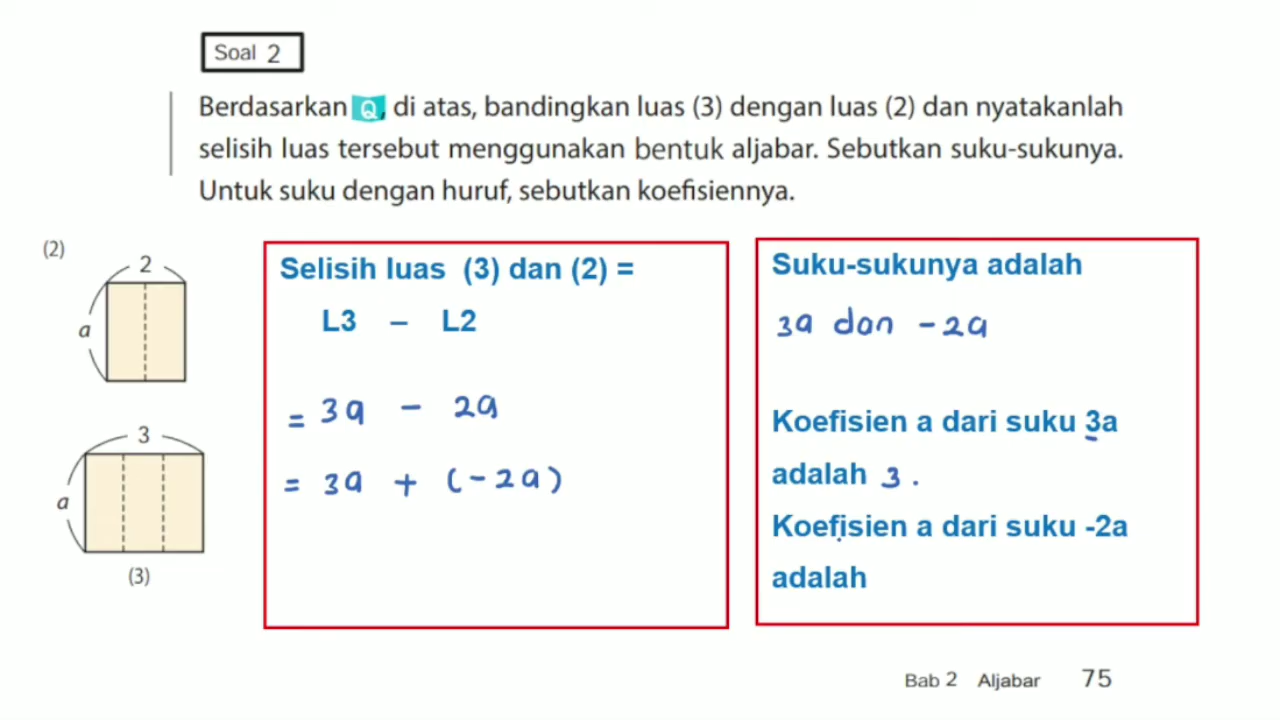 Soal 2
Berdasarkan Q, di atas, bandingkan luas (3) dengan luas (2) dan nyatakanlah
selisih luas tersebut menggunakan bentuk aljabar. Sebutkan suku-sukunya.
Untuk suku dengan huruf, sebutkan koefisiennya.
(2)
2
a
3
a
(3)
Selisih luas (3) dan (2) =
L3 – L2
= 3a - 2a
= 3a + (-2a)
Suku-sukunya adalah
3a dan -2a
Koefisien a dari suku 3a
adalah 3.
Koefisien a dari suku -2a
adalah
Bab 2 Aljabar 75